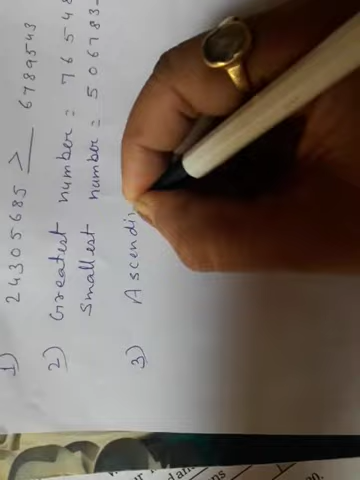 1) 24305685 > 6789543
2) Greatest number = 76548
Smallest number = 506783
3) Ascendi